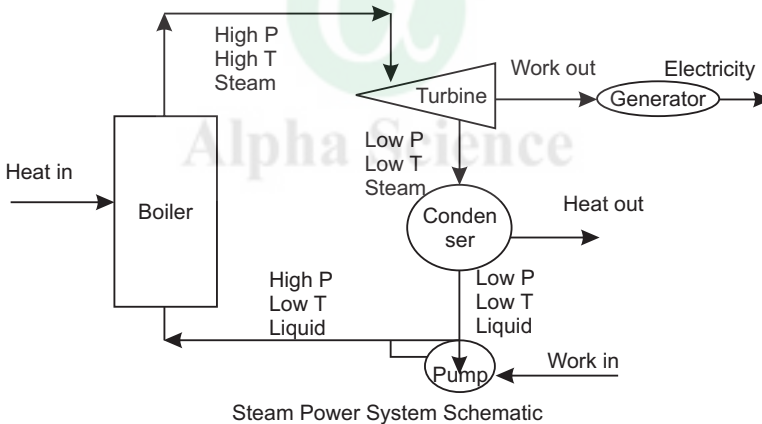 High P
High T
Steam
Work out
Electricity
Turbine
Generator
Alpha Science
Low P
Low T
Steam
Heat in
Boiler
Conden
ser
Heat out
High P
Low T
Liquid
Low P
Low T
Liquid
Pump
Work in
Steam Power System Schematic